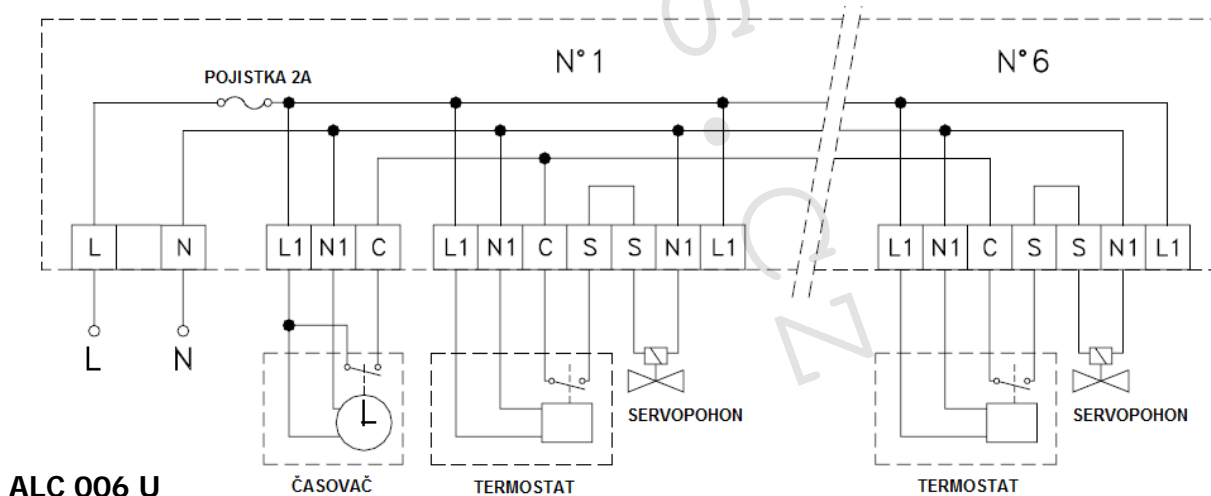 N° 1
N° 6
POJISTKA 2A
L N L1 N1 C L1 N1 C S S N1 L1 L1 N1 C S S N1 L1
L N
SERVOPOHON
SERVOPOHON
ALC 006 U
ČASOVAČ
TERMOSTAT
TERMOSTAT
S.CZ